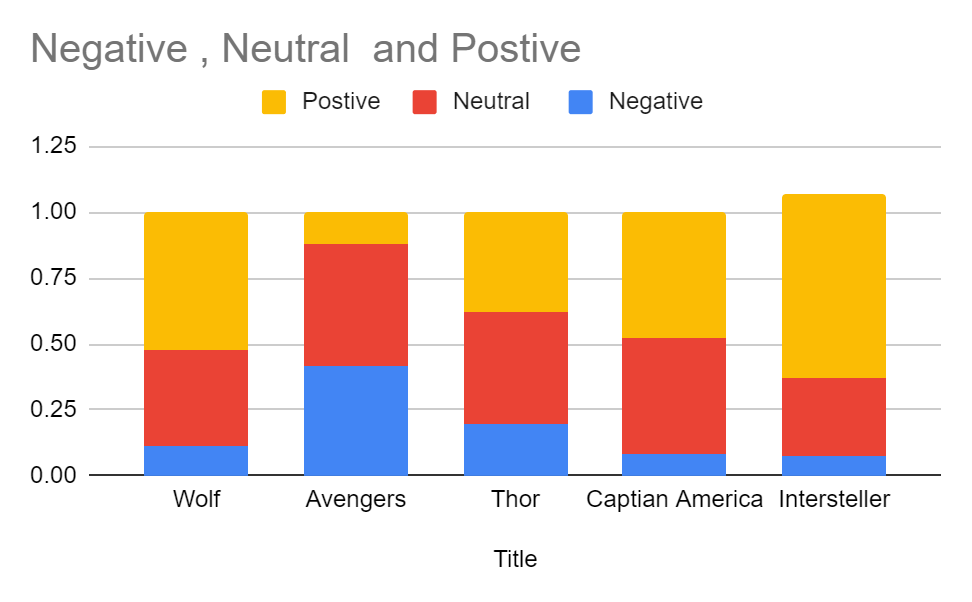 Negative , Neutral  and Postive
Postive Neutral Negative
1.25
1.00
0.75
0.50
0.25
0.00
Wolf Avengers Thor Captian America Intersteller
Title